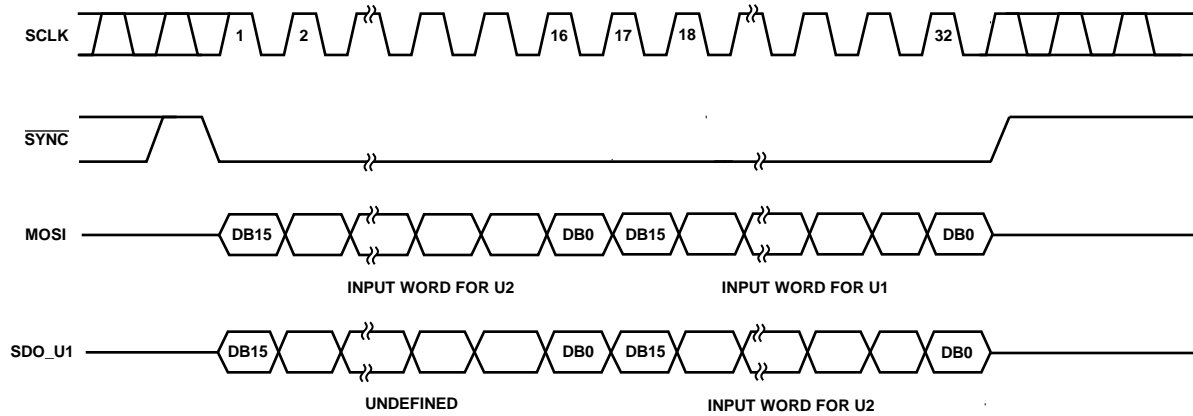 SCLK 1 2 16 17 18 32
SYNC
MOSI DB15 DB0 DB15 DB0
INPUT WORD FOR U2 INPUT WORD FOR U1
SDO_U1 DB15 DB0 DB15 DB0
UNDEFINED INPUT WORD FOR U2